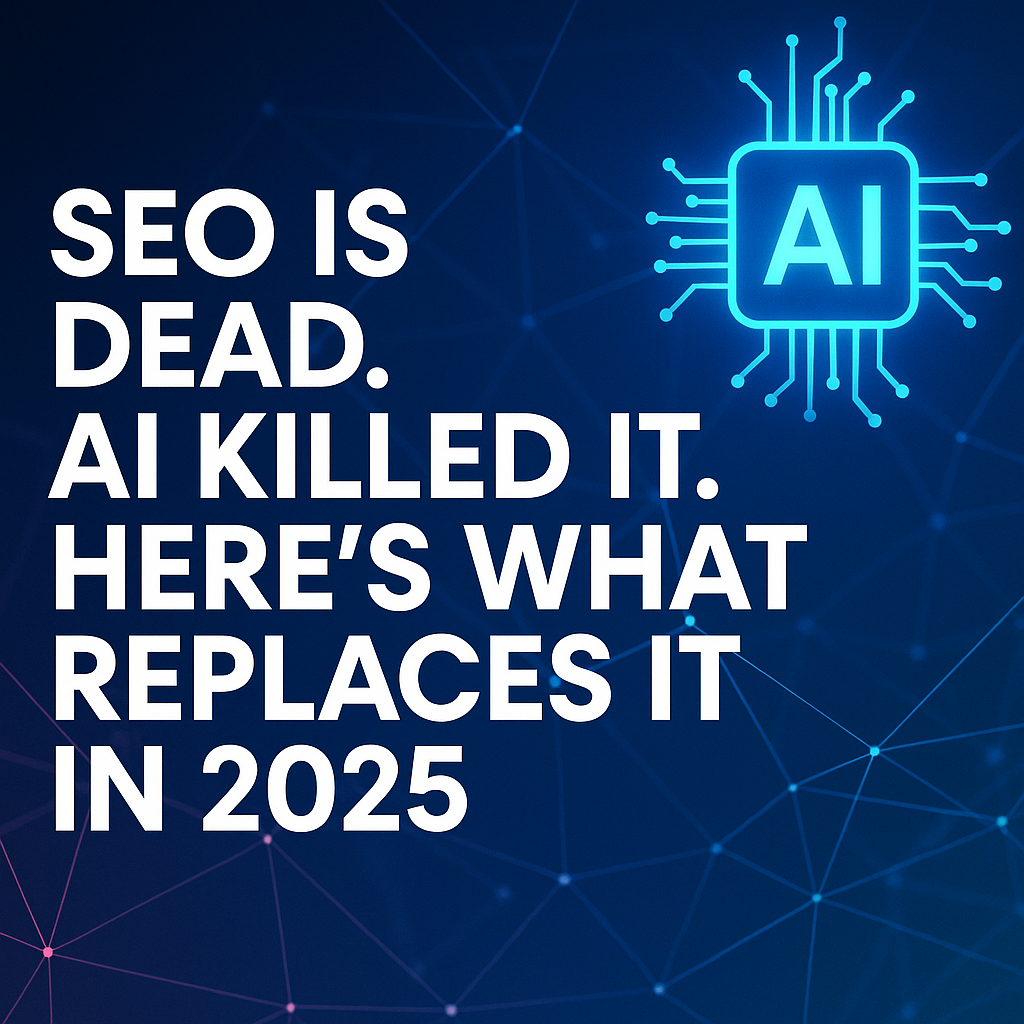 AI
SEO IS
DEAD.
AI KILLED IT.
HERE’S WHAT
REPLACES IT
IN 2025